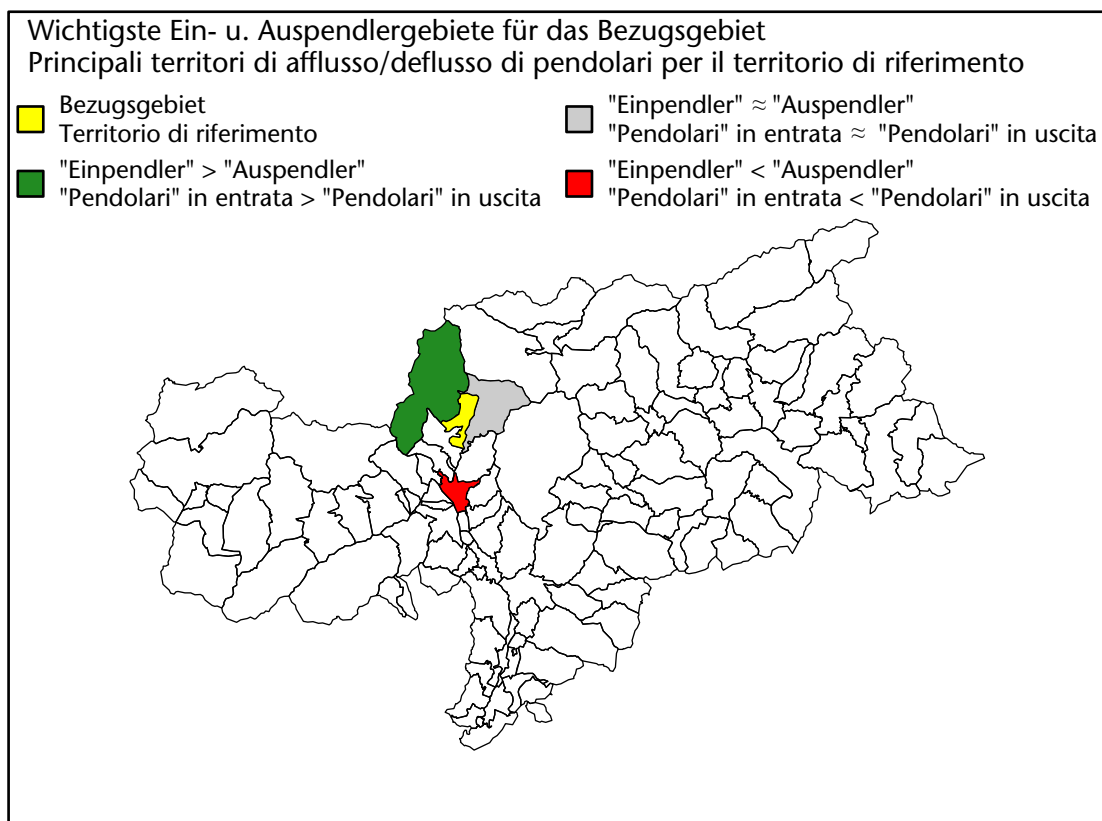 Wichtigste Ein- u. Auspendlergebiete für das Bezugsgebiet
Principali territori di afflusso/deflusso di pendolari per il territorio di riferimento
Bezugsgebiet
Territorio di riferimento
"Einpendler" > "Auspendler"
"Pendolari" in entrata > "Pendolari" in uscita
"Einpendler" ≈ "Auspendler"
"Pendolari" in entrata ≈ "Pendolari" in uscita
"Einpendler" < "Auspendler"
"Pendolari" in entrata < "Pendolari" in uscita